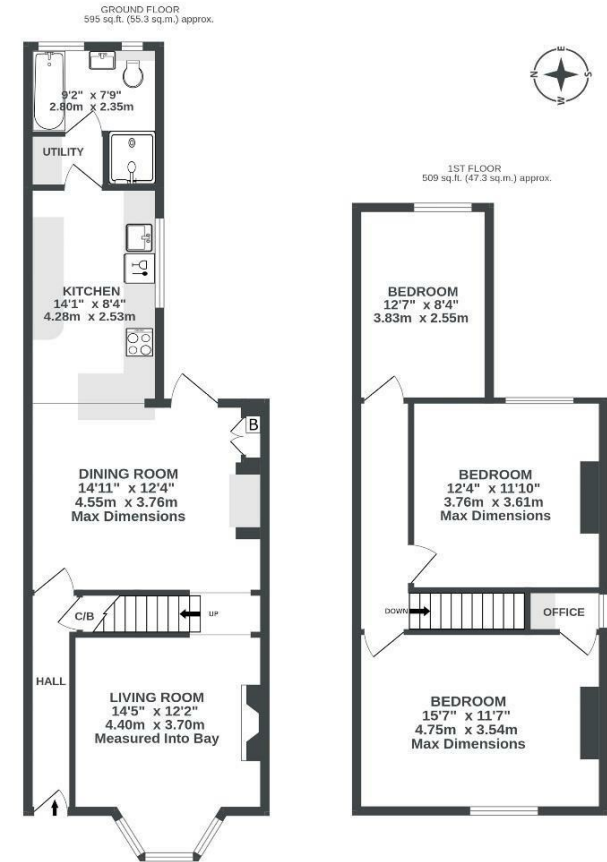 GROUND FLOOR
595 sq.ft. (55.3 sq.m.) approx.
9'2" x 7'9"
2.80m x 2.35m
UTILITY
KITCHEN
14'1" x 8'4"
4.28m x 2.53m
B
DINING ROOM
14'11" x 12'4"
4.55m x 3.76m
Max Dimensions
C/B
UP
HALL
LIVING ROOM
14'5" x 12'2"
4.40m x 3.70m
Measured Into Bay
N
E
S
W
1ST FLOOR
509 sq.ft. (47.3 sq.m.) approx.
BEDROOM
12'7" x 8'4"
3.83m x 2.55m
BEDROOM
12'4" x 11'10"
3.76m x 3.61m
Max Dimensions
DOWN
OFFICE
BEDROOM
15'7" x 11'7"
4.75m x 3.54m
Max Dimensions